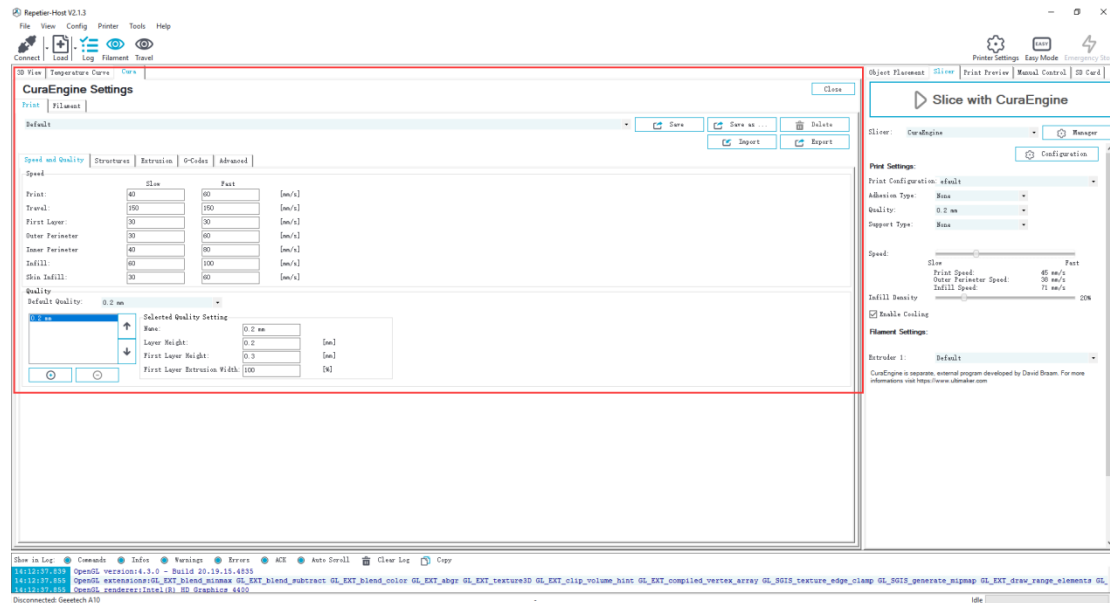 Repetier-Host V2.1.3
File View Config Printer Tools Help
Connect Load Log Filament Travel
Printer Settings Easy Mode Emergency Sto
EASY
3D View Temperature Curve Cura
Object Placement Slicer Print Preview Manual Control SD Card
CuraEngine Settings
Close
Print Filament
Default
Save Save as ... Delete
Import Export
Speed and Quality Structures Extrusion G-Codes Advanced
Speed
Slow Fast
Print: 40 60 [mm/s]
Travel: 150 150 [mm/s]
First Layer: 30 30 [mm/s]
Outer Perimeter 30 60 [mm/s]
Inner Perimeter 40 80 [mm/s]
Infill: 60 100 [mm/s]
Skin Infill: 30 60 [mm/s]
Quality
Default Quality: 0.2 mm
0.2 mm
Selected Quality Setting
Name: 0.2 mm
Layer Height: 0.2 [mm]
First Layer Height: 0.3 [mm]
First Layer Extrusion Width: 100 [%]
Slice with CuraEngine
Slicer: CuraEngine Manager
Configuration
Print Settings:
Print Configuration: efault
Adhesion Type: None
Quality: 0.2 mm
Support Type: None
Speed:
Slow Fast
Print Speed: 45 mm/s
Outer Perimeter Speed: 38 mm/s
Infill Speed: 71 mm/s
Infill Density 20%
Enable Cooling
Filament Settings:
Extruder 1: Default
CuraEngine is separate, external program developed by David Braam. For more
informations visit https://www.ultimaker.com
Show in Log: Commands Infos Warnings Errors ACK Auto Scroll Clear Log Copy
14:12:37.839 OpenGL version:4.3.0 - Build 20.19.15.4835
14:12:37.855 OpenGL extensions:GL_EXT_blend_minmax GL_EXT_blend_subtract GL_EXT_blend_color GL_EXT_abgr GL_EXT_texture3D GL_EXT_clip_volume_hint GL_EXT_compiled_vertex_array GL_SGIS_texture_edge_clamp GL_SGIS_generate_mipmap GL_EXT_draw_range_elements GL_
14:12:37.855 OpenGL renderer:Intel(R) HD Graphics 4400
Disconnected: Geeetech A10 - Idle